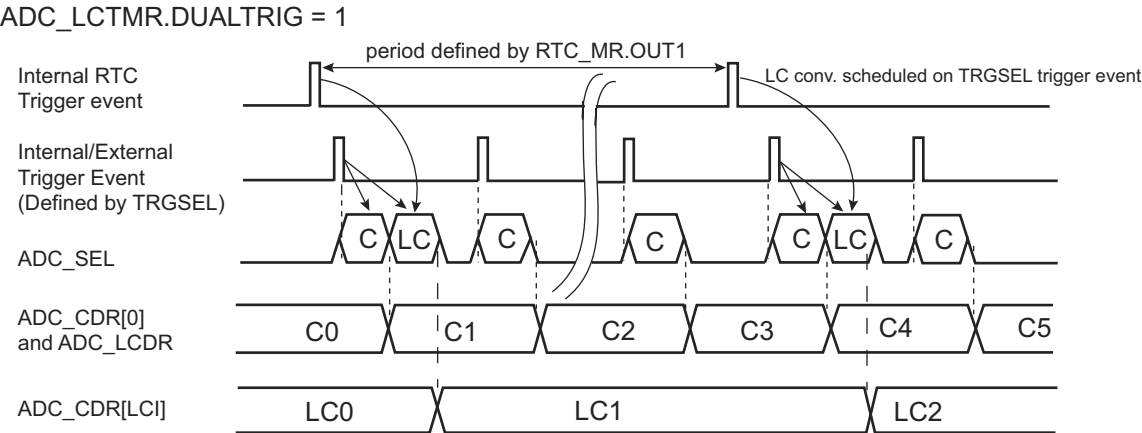 ADC_LCTMR.DUALTRIG = 1
period defined by RTC_MR.OUT1
Internal RTC
Trigger event
LC conv. scheduled on TRGSEL trigger event
Internal/External
Trigger Event
(Defined by TRGSEL)
ADC_SEL
C LC C C C LC C
ADC_CDR[0]
and ADC_LCDR
C0 C1 C2 C3 C4 C5
ADC_CDR[LCI]
LC0 LC1 LC2